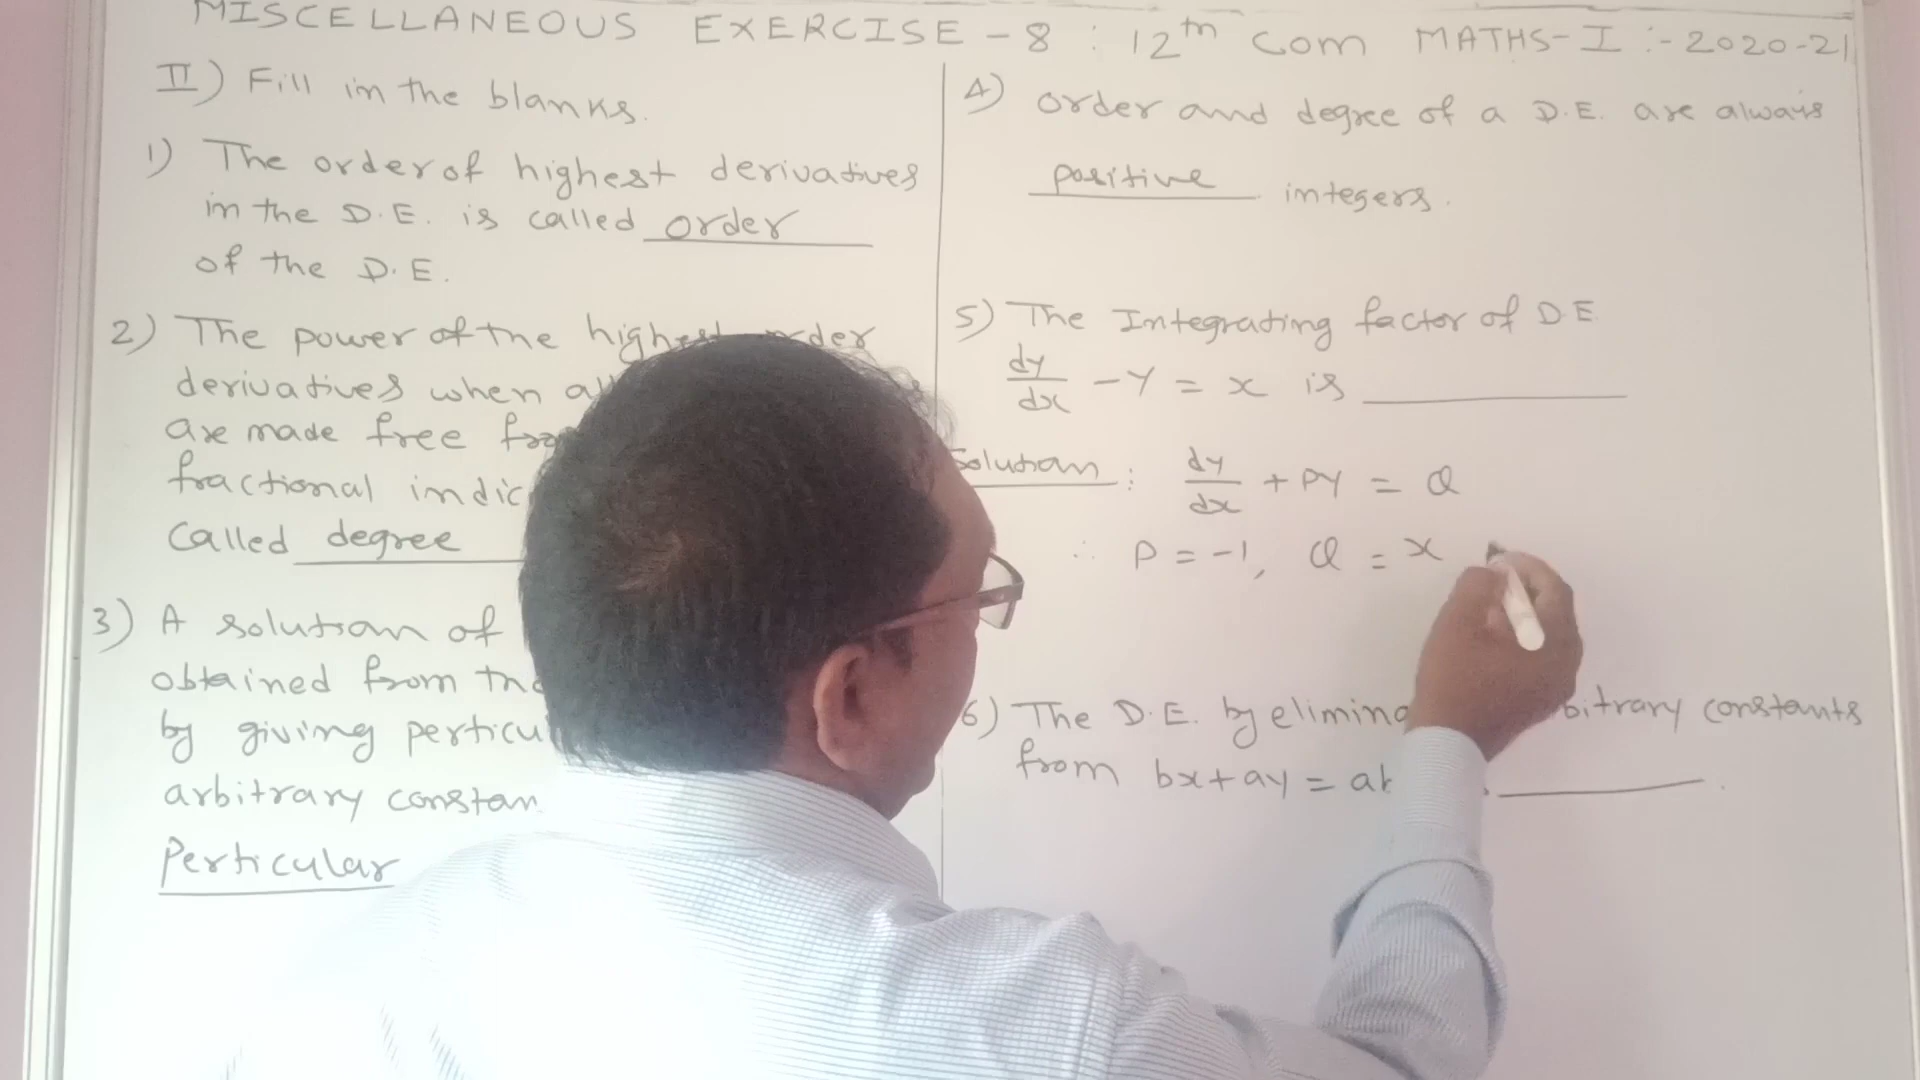 MISCELLANEOUS EXERCISE - 8 : 12th Com MATHS-I :- 2020-21
II) Fill in the blanks.
1) The order of highest derivatives
in the D.E. is called order
of the D.E.
2) The power of the highest order
derivatives when all
are made free from
fractional indic
called degree
3) A solution of
obtained from the
by giving perticu
arbitrary constan
Perticular
4) order and degree of a D.E. are always
positive integers.
5) The Integrating factor of D E
dy/dx - y = x is ________
Solution : dy/dx + Py = Q
∴ P = -1, Q = x
6) The D.E. by elimina bitrary constants
from bx + ay = ab ________.